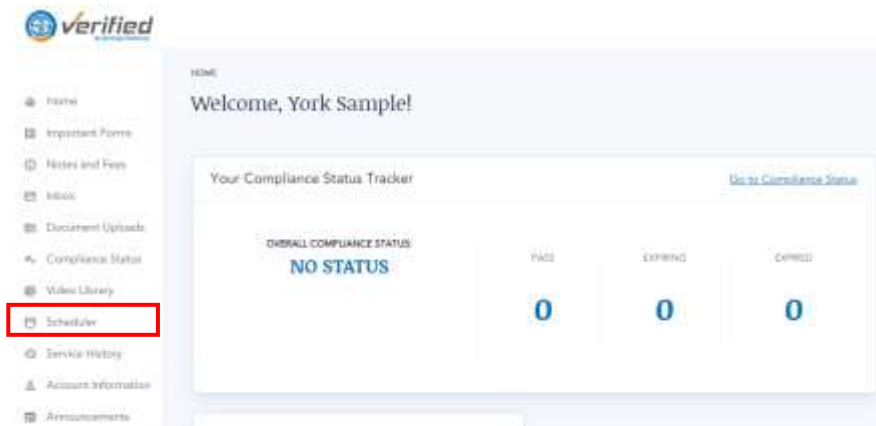 verified
HOME
Welcome, York Sample!
Home
Important Forms
Notes and Fees
Inbox
Document Uploads
Compliance Status
Video Library
Scheduler
Service History
Account Information
Announcements
Your Compliance Status Tracker
Go to Compliance Status
OVERALL COMPLIANCE STATUS:
NO STATUS
PASS
0
EXPIRING
0
EXPIRED
0